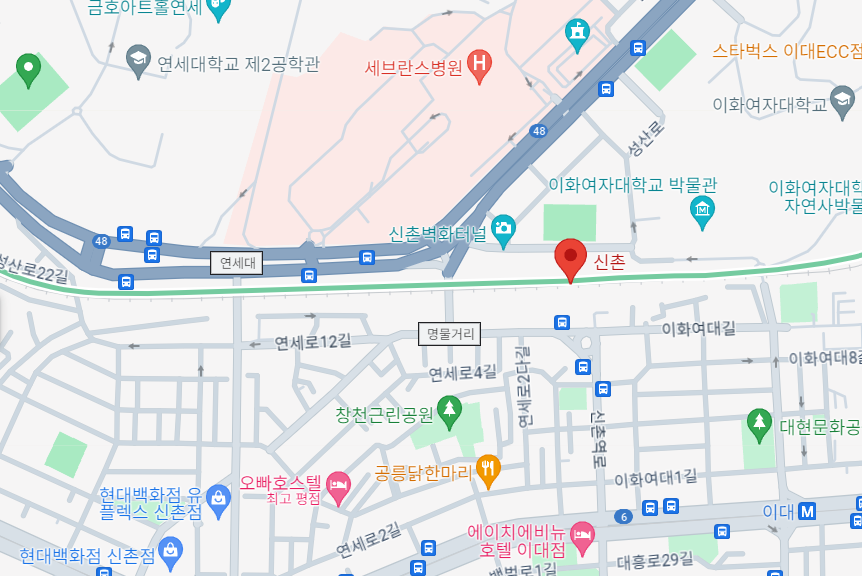 금호아트홀연세
연세대학교 제2공학관
세브란스병원
H
스타벅스 이대ECC점
이화여자대학교
48
성산로
이화여자대학교 박물관
이화여자대학
자연사박물
신촌벽화터널
48
연세대
신촌
성산로22길
명물거리
연세로12길
이화여대길
이화여대8길
연세로4길
연세로2다길
신촌역로
창천근린공원
대현문화공
공릉닭한마리
오빠호스텔
최고 평점
이화여대1길
현대백화점 유
플렉스 신촌점
6
이대 M
에이치에비뉴
호텔 이대점
연세로2길
현대백화점 신촌점
대흥로29길
백범로1길